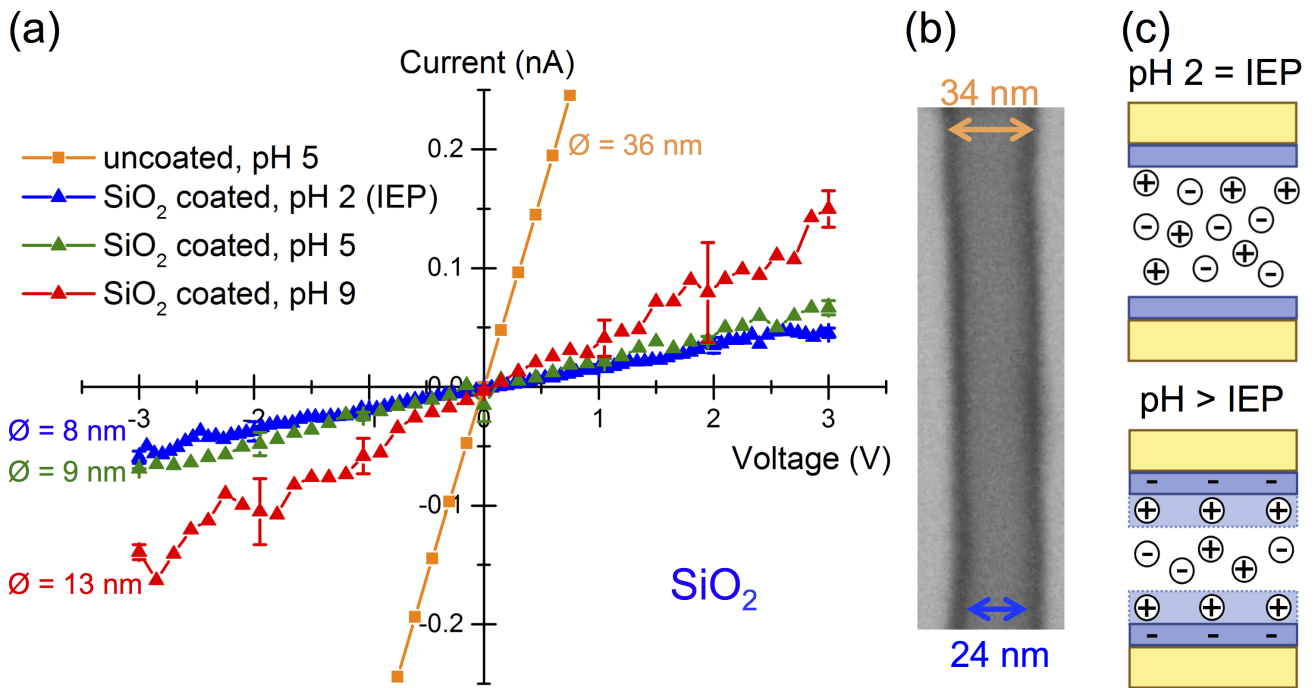 (a)
Current (nA)
uncoated, pH 5
SiO₂ coated, pH 2 (IEP)
SiO₂ coated, pH 5
SiO₂ coated, pH 9
Ø = 36 nm
0.2
0.1
0.0
-3 -2 -1 0 1 2 3
Voltage (V)
-0.1
-0.2
Ø = 8 nm
Ø = 9 nm
Ø = 13 nm
SiO₂
(b)
34 nm
24 nm
(c)
pH 2 = IEP
+ - + +
- + - -
+ - + -
pH > IEP
- - -
+ + +
- + -
- +
+ + +
- - -